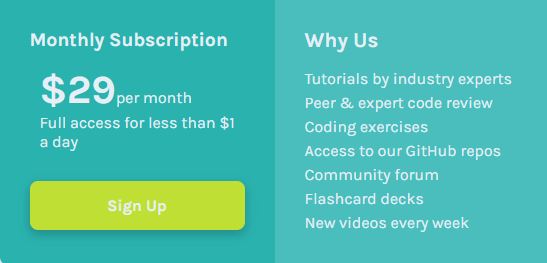 Monthly Subscription
$29 per month
Full access for less than $1
a day
Sign Up
Why Us
Tutorials by industry experts
Peer & expert code review
Coding exercises
Access to our GitHub repos
Community forum
Flashcard decks
New videos every week